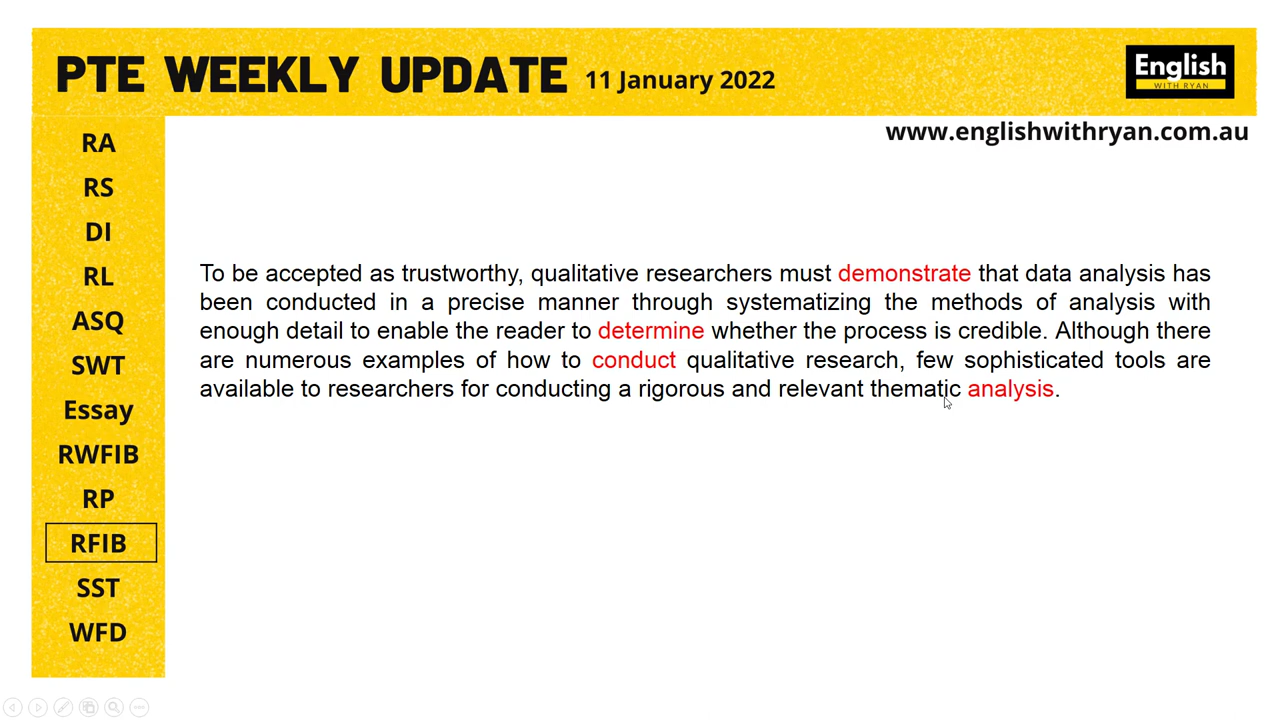 PTE WEEKLY UPDATE 11 January 2022
English
WITH RYAN
www.englishwithryan.com.au
RA
RS
DI
RL
ASQ
SWT
Essay
RWFIB
RP
RFIB
SST
WFD
To be accepted as trustworthy, qualitative researchers must demonstrate that data analysis has
been conducted in a precise manner through systematizing the methods of analysis with
enough detail to enable the reader to determine whether the process is credible. Although there
are numerous examples of how to conduct qualitative research, few sophisticated tools are
available to researchers for conducting a rigorous and relevant thematic analysis.